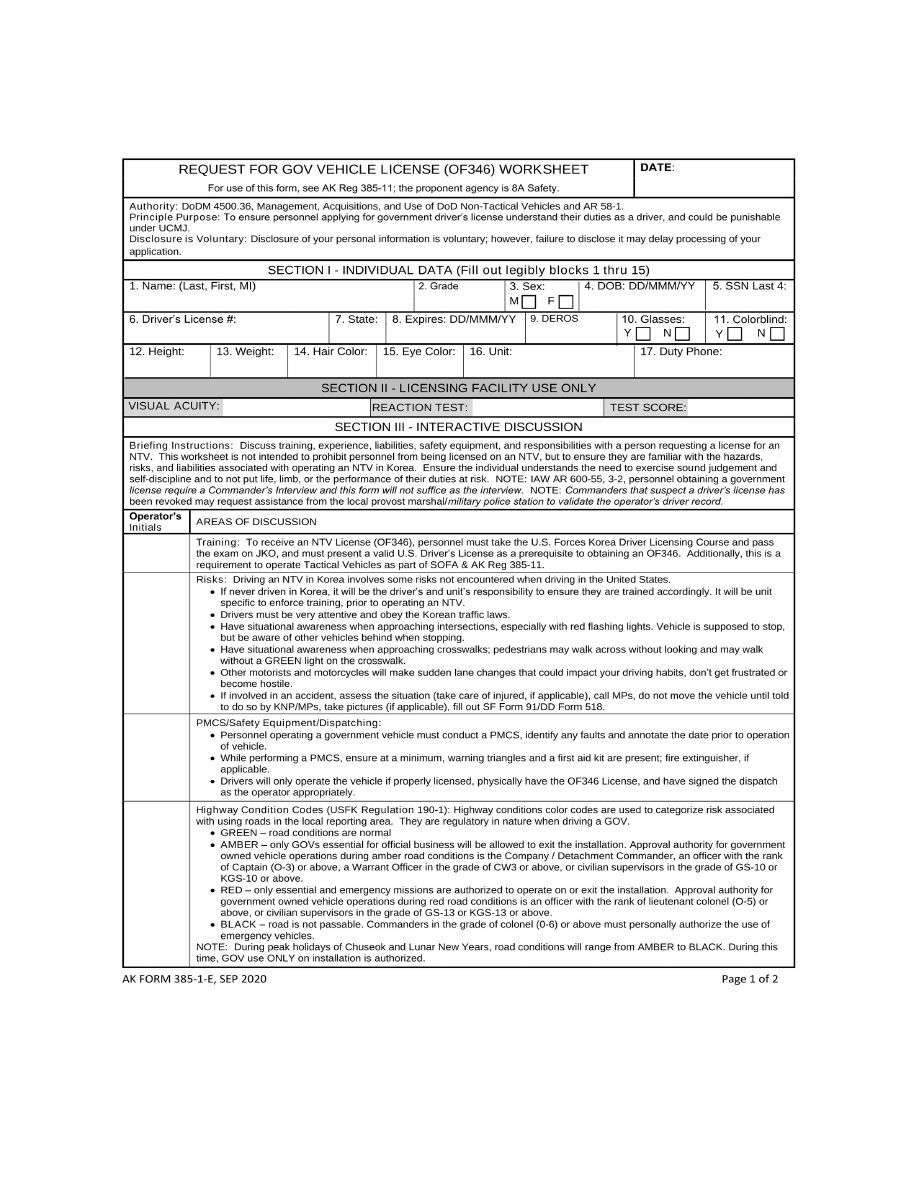 REQUEST FOR GOV VEHICLE LICENSE (OF346) WORKSHEET
For use of this form, see AK Reg 385-11; the proponent agency is 8A Safety.
DATE:
Authority: DoDM 4500.36, Management, Acquisitions, and Use of DoD Non-Tactical Vehicles and AR 58-1.
Principle Purpose: To ensure personnel applying for government driver's license understand their duties as a driver, and could be punishable
under UCMJ.
Disclosure is Voluntary: Disclosure of your personal information is voluntary; however, failure to disclose it may delay processing of your
application.
SECTION I - INDIVIDUAL DATA (Fill out legibly blocks 1 thru 15)
1. Name: (Last, First, MI) 2. Grade 3. Sex: 4. DOB: DD/MMM/YY 5. SSN Last 4:
M F
6. Driver's License #: 7. State: 8. Expires: DD/MMM/YY 9. DEROS 10. Glasses: 11. Colorblind:
Y N Y N
12. Height: 13. Weight: 14. Hair Color: 15. Eye Color: 16. Unit: 17. Duty Phone:
SECTION II - LICENSING FACILITY USE ONLY
VISUAL ACUITY: REACTION TEST: TEST SCORE:
SECTION III - INTERACTIVE DISCUSSION
Briefing Instructions: Discuss training, experience, liabilities, safety equipment, and responsibilities with a person requesting a license for an
NTV. This worksheet is not intended to prohibit personnel from being licensed on an NTV, but to ensure they are familiar with the hazards,
risks, and liabilities associated with operating an NTV in Korea. Ensure the individual understands the need to exercise sound judgement and
self-discipline and to not put life, limb, or the performance of their duties at risk. NOTE: IAW AR 600-55, 3-2, personnel obtaining a government
license require a Commander's Interview and this form will not suffice as the interview. NOTE: Commanders that suspect a driver's license has
been revoked may request assistance from the local provost marshal/military police station to validate the operator's driver record.
Operator's
Initials
AREAS OF DISCUSSION
Training: To receive an NTV License (OF346), personnel must take the U.S. Forces Korea Driver Licensing Course and pass
the exam on JKO, and must present a valid U.S. Driver's License as a prerequisite to obtaining an OF346. Additionally, this is a
requirement to operate Tactical Vehicles as part of SOFA & AK Reg 385-11.
Risks: Driving an NTV in Korea involves some risks not encountered when driving in the United States.
• If never driven in Korea, it will be the driver's and unit's responsibility to ensure they are trained accordingly. It will be unit
specific to enforce training, prior to operating an NTV.
• Drivers must be very attentive and obey the Korean traffic laws.
• Have situational awareness when approaching intersections, especially with red flashing lights. Vehicle is supposed to stop,
but be aware of other vehicles behind when stopping.
• Have situational awareness when approaching crosswalks; pedestrians may walk across without looking and may walk
without a GREEN light on the crosswalk.
• Other motorists and motorcycles will make sudden lane changes that could impact your driving habits, don't get frustrated or
become hostile.
• If involved in an accident, assess the situation (take care of injured, if applicable), call MPs, do not move the vehicle until told
to do so by KNP/MPs, take pictures (if applicable), fill out SF Form 91/DD Form 518.
PMCS/Safety Equipment/Dispatching:
• Personnel operating a government vehicle must conduct a PMCS, identify any faults and annotate the date prior to operation
of vehicle.
• While performing a PMCS, ensure at a minimum, warning triangles and a first aid kit are present; fire extinguisher, if
applicable.
• Drivers will only operate the vehicle if properly licensed, physically have the OF346 License, and have signed the dispatch
as the operator appropriately.
Highway Condition Codes (USFK Regulation 190-1): Highway conditions color codes are used to categorize risk associated
with using roads in the local reporting area. They are regulatory in nature when driving a GOV.
• GREEN – road conditions are normal
• AMBER – only GOVs essential for official business will be allowed to exit the installation. Approval authority for government
owned vehicle operations during amber road conditions is the Company / Detachment Commander, an officer with the rank
of Captain (O-3) or above, a Warrant Officer in the grade of CW3 or above, or civilian supervisors in the grade of GS-10 or
KGS-10 or above.
• RED – only essential and emergency missions are authorized to operate on or exit the installation. Approval authority for
government owned vehicle operations during red road conditions is an officer with the rank of lieutenant colonel (O-5) or
above, or civilian supervisors in the grade of GS-13 or KGS-13 or above.
• BLACK – road is not passable. Commanders in the grade of colonel (0-6) or above must personally authorize the use of
emergency vehicles.
NOTE: During peak holidays of Chuseok and Lunar New Years, road conditions will range from AMBER to BLACK. During this
time, GOV use ONLY on installation is authorized.
AK FORM 385-1-E, SEP 2020
Page 1 of 2